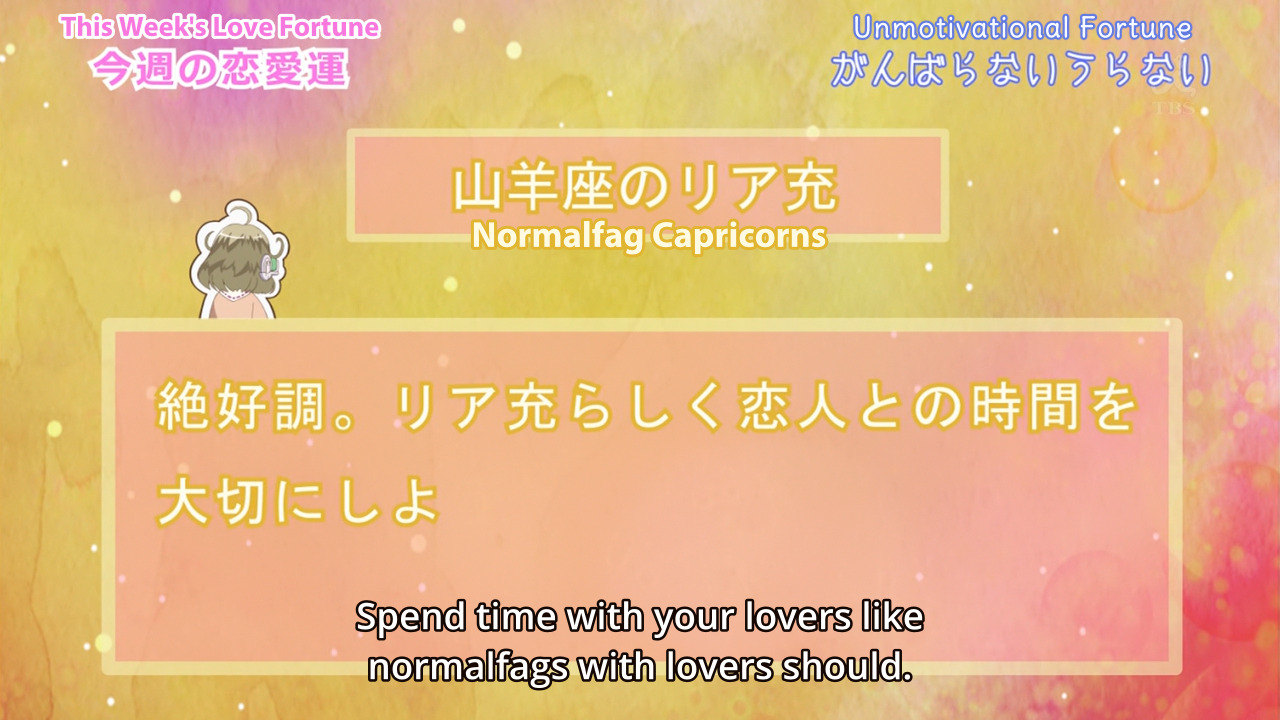 This Week's Love Fortune
今週の恋愛運
Unmotivational Fortune
がんばらないうらない
TBS
山羊座のリア充
Normalfag Capricorns
絶好調。リア充らしく恋人との時間を
大切にしよ
Spend time with your lovers like
normalfags with lovers should.